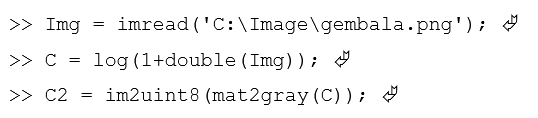 >> Img = imread('C:\Image\gembala.png'); ↵
>> C = log(1+double(Img)); ↵
>> C2 = im2uint8(mat2gray(C)); ↵